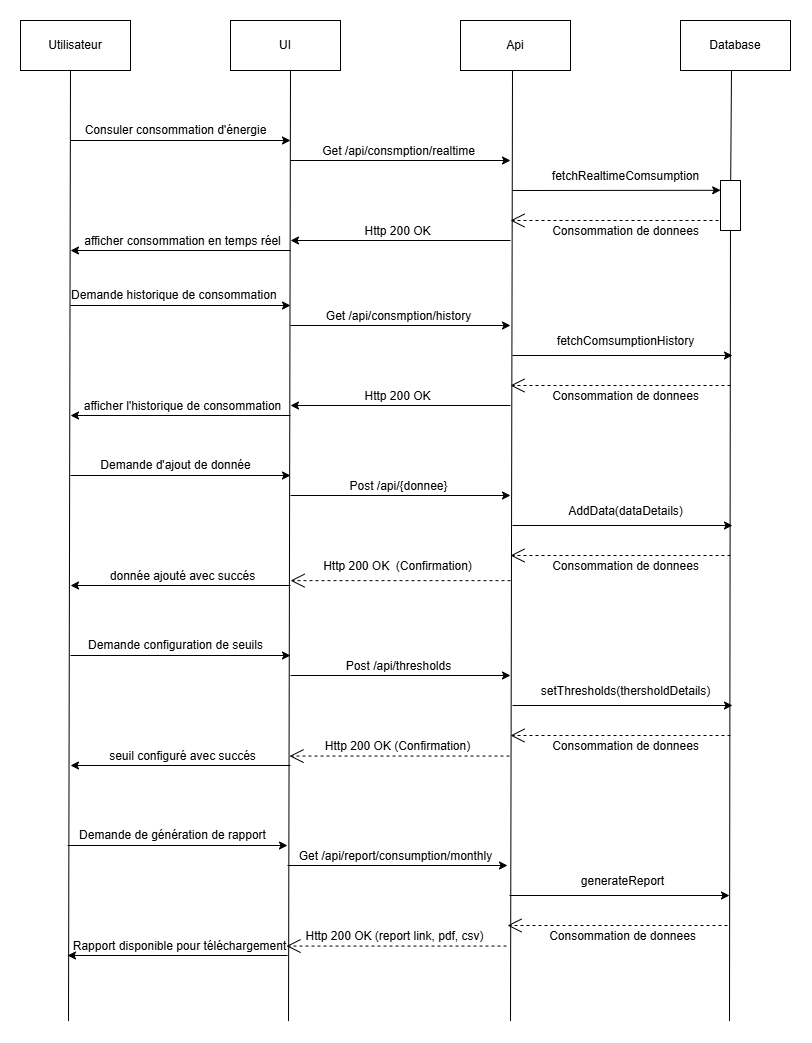 Utilisateur
UI
Api
Database
Consuler consommation d'énergie
Get /api/consmption/realtime
fetchRealtimeComsumption
Consommation de donnees
Http 200 OK
afficher consommation en temps réel
Demande historique de consommation
Get /api/consmption/history
fetchComsumptionHistory
Consommation de donnees
Http 200 OK
afficher l'historique de consommation
Demande d'ajout de donnée
Post /api/{donnee}
AddData(dataDetails)
Consommation de donnees
Http 200 OK (Confirmation)
donnée ajouté avec succés
Demande configuration de seuils
Post /api/thresholds
setThresholds(thersholdDetails)
Consommation de donnees
Http 200 OK (Confirmation)
seuil configuré avec succés
Demande de génération de rapport
Get /api/report/consumption/monthly
generateReport
Consommation de donnees
Http 200 OK (report link, pdf, csv)
Rapport disponible pour téléchargement